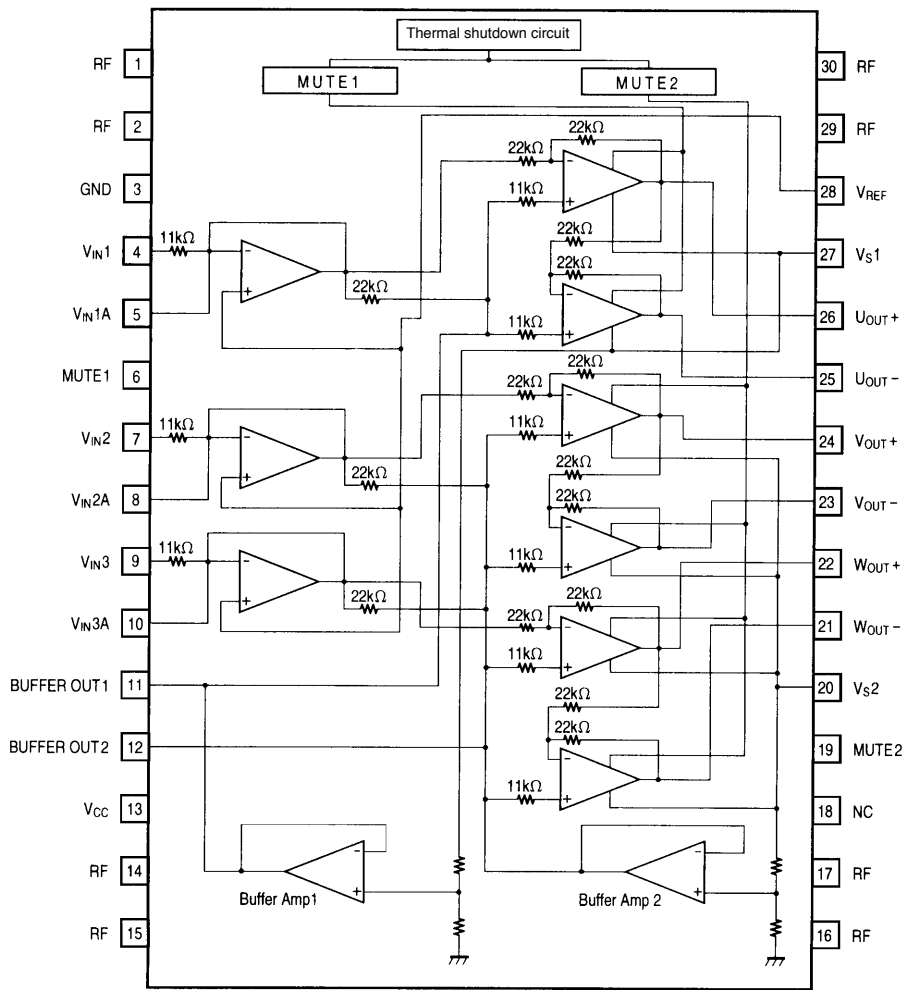 Thermal shutdown circuit
RF 1
30 RF
MUTE1
MUTE2
RF 2
29 RF
22kΩ
22kΩ
GND 3
28 VREF
11kΩ
VIN1 4
11kΩ
22kΩ
27 VS1
22kΩ
22kΩ
VIN1A 5
11kΩ
26 UOUT+
MUTE1 6
25 UOUT−
22kΩ
22kΩ
VIN2 7
11kΩ
11kΩ
24 VOUT+
22kΩ
22kΩ
VIN2A 8
22kΩ
23 VOUT−
VIN3 9
11kΩ
11kΩ
22 WOUT+
22kΩ
22kΩ
22kΩ
VIN3A 10
21 WOUT−
11kΩ
BUFFER OUT1 11
22kΩ
20 VS2
BUFFER OUT2 12
22kΩ
19 MUTE2
11kΩ
VCC 13
18 NC
RF 14
17 RF
Buffer Amp1
Buffer Amp 2
RF 15
16 RF